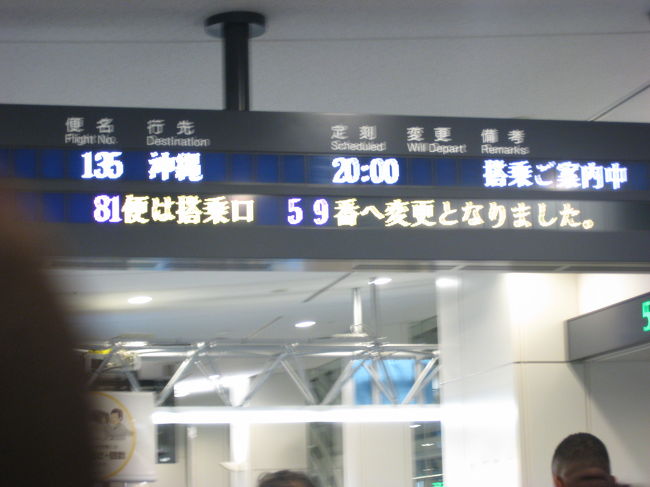 便名 行先 定刻 変更 備考
Flight No. Destination Scheduled Will Depart Remarks
135 沖縄 20:00 搭乗ご案内中
81便は搭乗口 59番へ変更となりました。
5